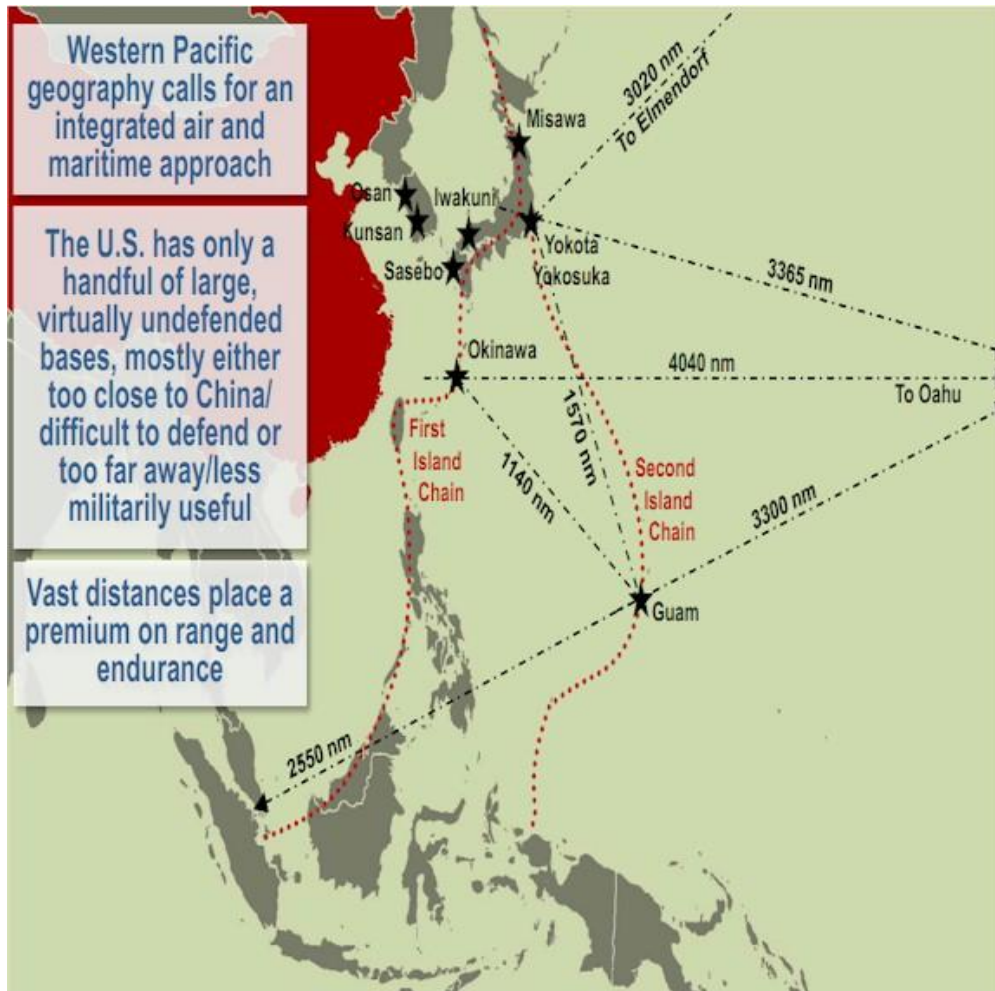 Western Pacific
geography calls for an
integrated air and
maritime approach
The U.S. has only a
handful of large,
virtually undefended
bases, mostly either
too close to China/
difficult to defend or
too far away/less
militarily useful
Vast distances place a
premium on range and
endurance
3020 nm
To Elmendorf
Misawa
Osan
Iwakuni
Kunsan
Yokota
Yokosuka
Sasebo
3365 nm
Okinawa
4040 nm
To Oahu
1570 nm
First
Island
Chain
1140 nm
Second
Island
Chain
3300 nm
Guam
2550 nm